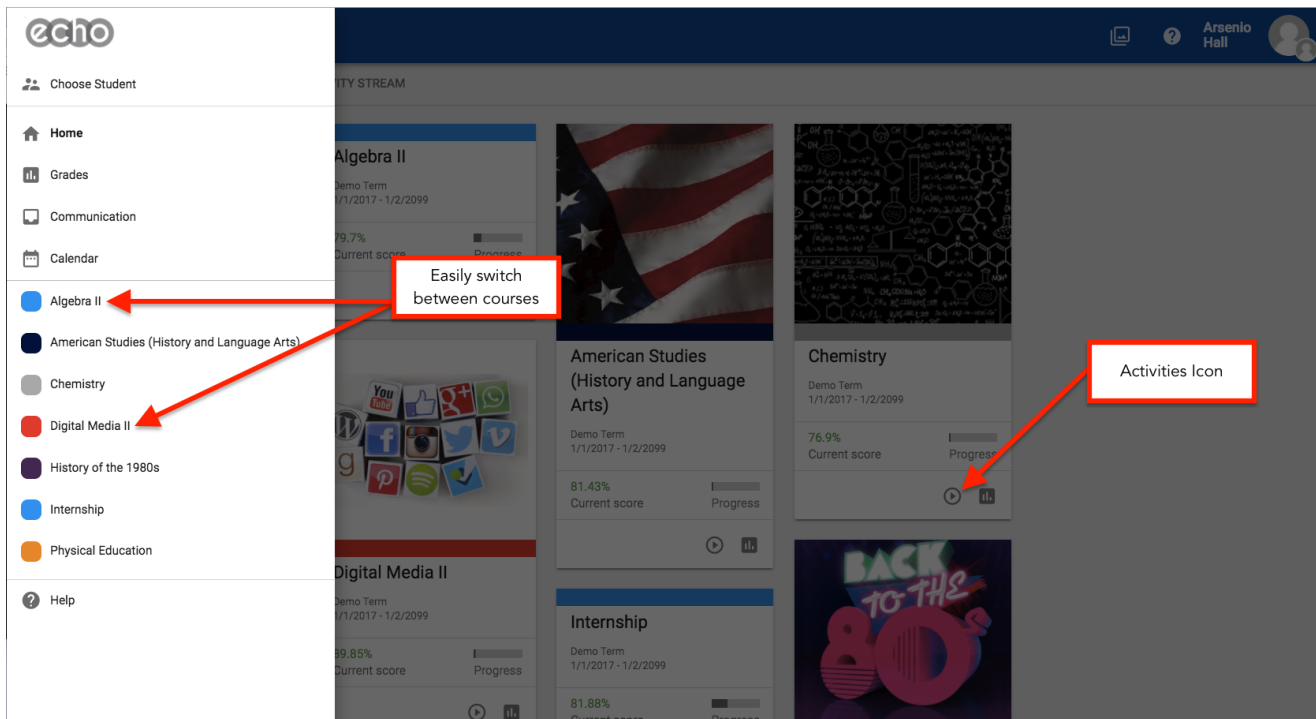 echo
Choose Student
Home
Grades
Communication
Calendar
Algebra II
American Studies (History and Language Arts)
Chemistry
Digital Media II
History of the 1980s
Internship
Physical Education
Help
Arsenio
Hall
STREAM
Algebra II
Demo Term
1/1/2017 - 1/2/2099
79.7%
Current score
Progress
Easily switch
between courses
You
Tube
Digital Media II
Demo Term
1/1/2017 - 1/2/2099
89.85%
Current score
Progress
American Studies
(History and Language
Arts)
Demo Term
1/1/2017 - 1/2/2099
81.43%
Current score
Progress
Internship
Demo Term
1/1/2017 - 1/2/2099
81.88%
Current score
Progress
Chemistry
Demo Term
1/1/2017 - 1/2/2099
76.9%
Current score
Progress
Activities Icon
BACK
TO THE
80s